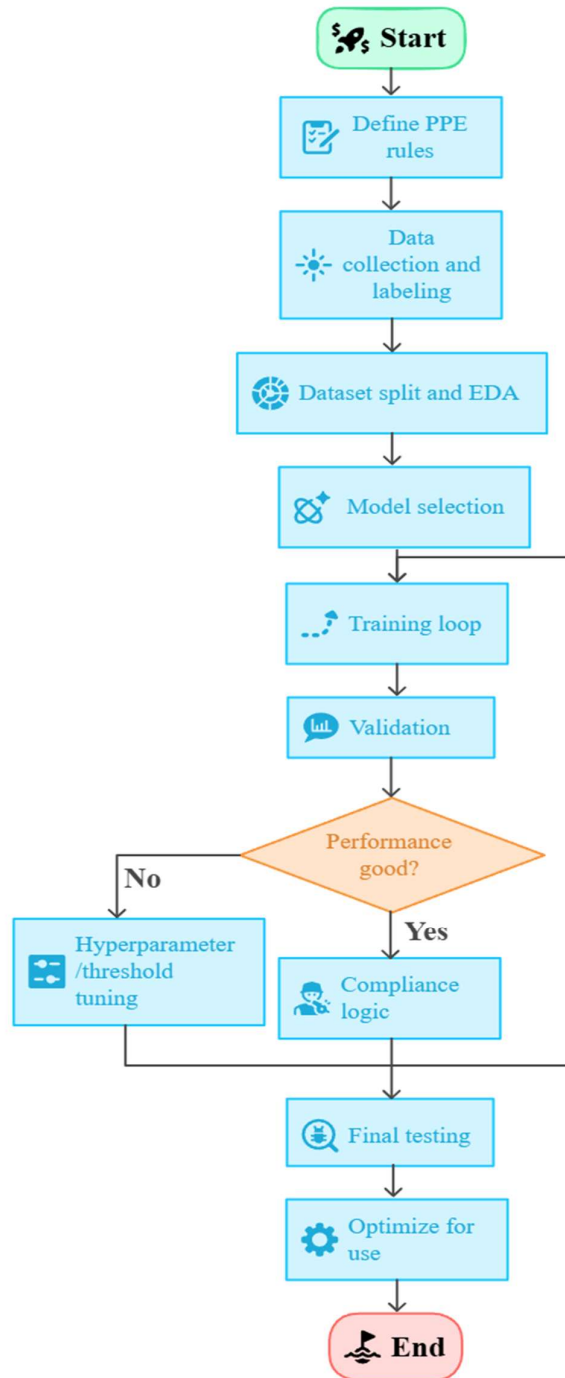 Start
Define PPE
rules
Data
collection and
labeling
Dataset split and EDA
Model selection
Training loop
Validation
Performance
good?
No
Yes
Hyperparameter
/threshold
tuning
Compliance
logic
Final testing
Optimize for
use
End